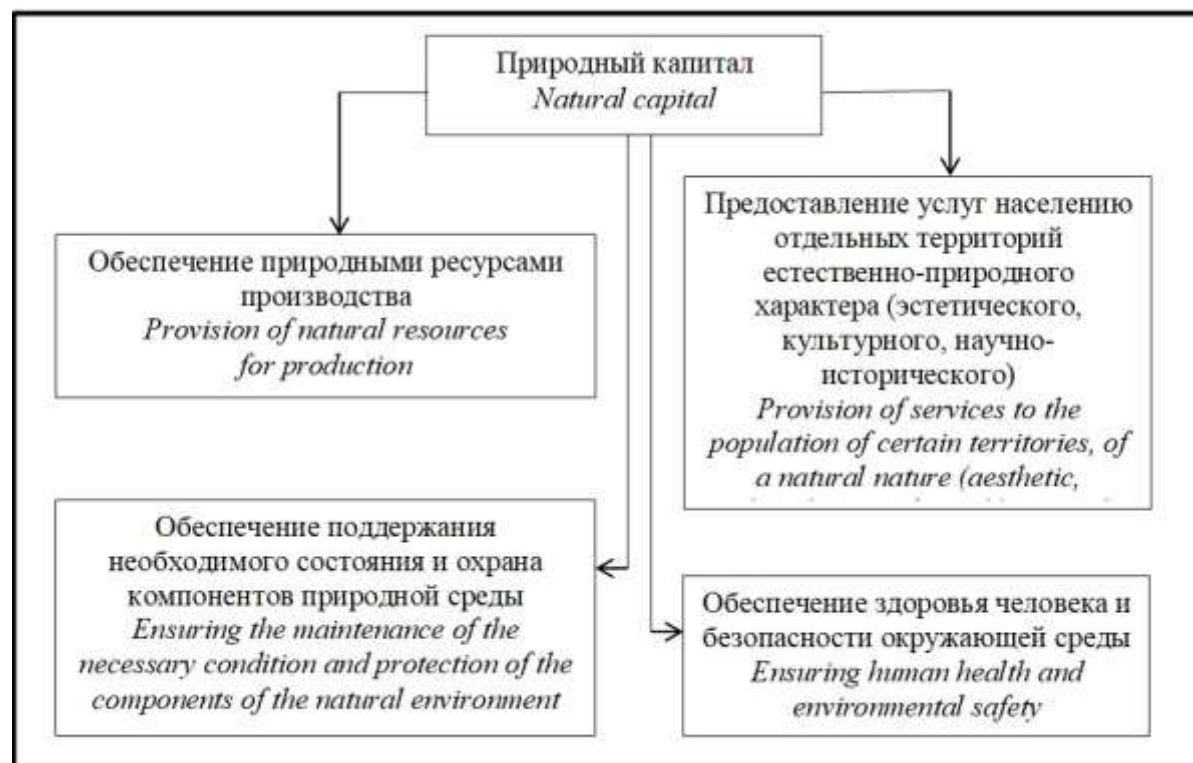 Природный капитал
Natural capital
Обеспечение природными ресурсами
производства
Provision of natural resources
for production
Предоставление услуг населению
отдельных территорий
естественно-природного
характера (эстетического,
культурного, научно-
исторического)
Provision of services to the
population of certain territories, of
a natural nature (aesthetic,
Обеспечение поддержания
необходимого состояния и охрана
компонентов природной среды
Ensuring the maintenance of the
necessary condition and protection of the
components of the natural environment
Обеспечение здоровья человека и
безопасности окружающей среды
Ensuring human health and
environmental safety